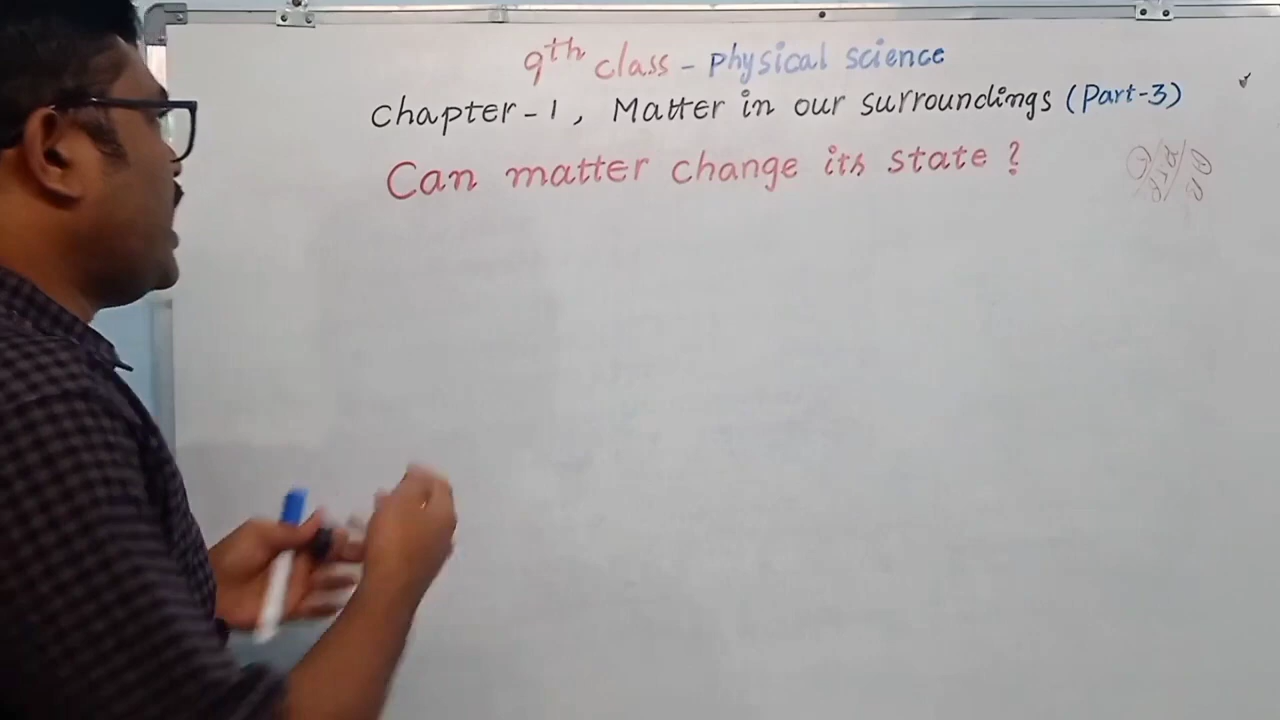 9th class - Physical science
Chapter-1, Matter in our surroundings (Part-3)
Can matter change its state ?